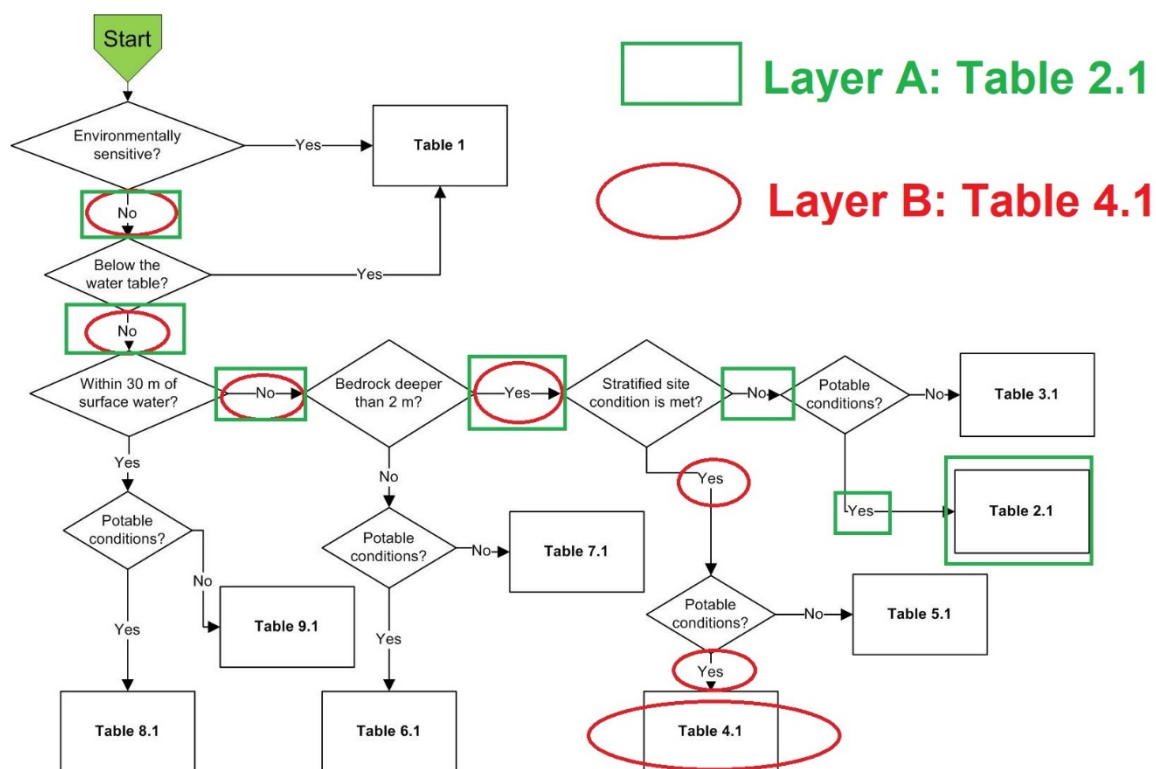 Start
Layer A: Table 2.1
Environmentally
sensitive?
Yes
Table 1
Layer B: Table 4.1
No
Below the
water table?
Yes
No
Within 30 m of
surface water?
No
Bedrock deeper
than 2 m?
Yes
Stratified site
condition is met?
No
Potable
conditions?
No
Table 3.1
Yes
No
Yes
Yes
Table 2.1
Potable
conditions?
No
Potable
conditions?
No
Table 7.1
Potable
conditions?
No
Table 5.1
Yes
Table 9.1
Yes
Yes
Table 8.1
Table 6.1
Table 4.1